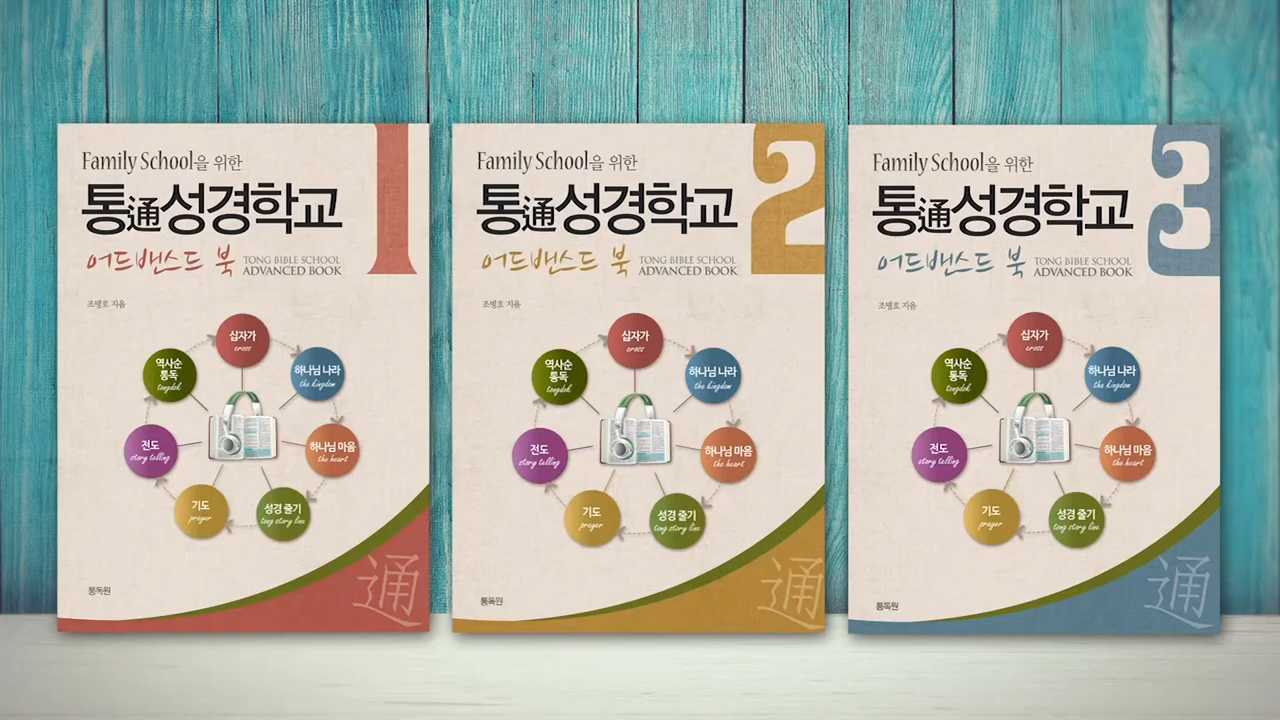 Family School을 위한
통通성경학교
어드밴스드 북
TONG BIBLE SCHOOL
ADVANCED BOOK
1
조병호 지음
십자가
cross
하나님 나라
the kingdom
하나님 마음
the heart
성경 줄기
tong story line
기도
prayer
전도
story telling
역사순
통독
tongdok
통독원
通
Family School을 위한
통通성경학교
어드밴스드 북
TONG BIBLE SCHOOL
ADVANCED BOOK
2
조병호 지음
십자가
cross
하나님 나라
the kingdom
하나님 마음
the heart
성경 줄기
tong story line
기도
prayer
전도
story telling
역사순
통독
tongdok
통독원
通
Family School을 위한
통通성경학교
어드밴스드 북
TONG BIBLE SCHOOL
ADVANCED BOOK
3
조병호 지음
십자가
cross
하나님 나라
the kingdom
하나님 마음
the heart
성경 줄기
tong story line
기도
prayer
전도
story telling
역사순
통독
tongdok
통독원
通